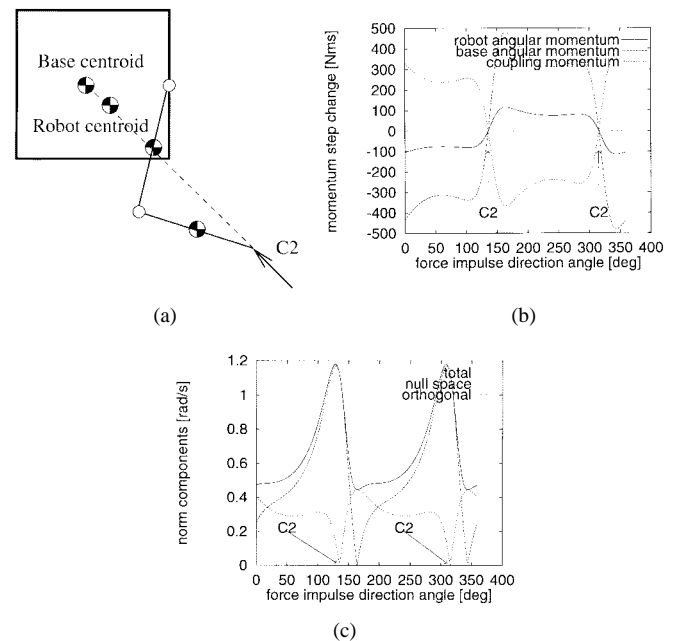 Base centroid
Robot centroid
C2
(a)
momentum step change [Nms]
500
400
300
200
100
0
-100
-200
-300
-400
-500
robot angular momentum
base angular momentum
coupling momentum
C2
C2
0 50 100 150 200 250 300 350 400
force impulse direction angle [deg]
(b)
norm components [rad/s]
1.2
1
0.8
0.6
0.4
0.2
0
total
null space
orthogonal
C2
C2
0 50 100 150 200 250 300 350 400
force impulse direction angle [deg]
(c)